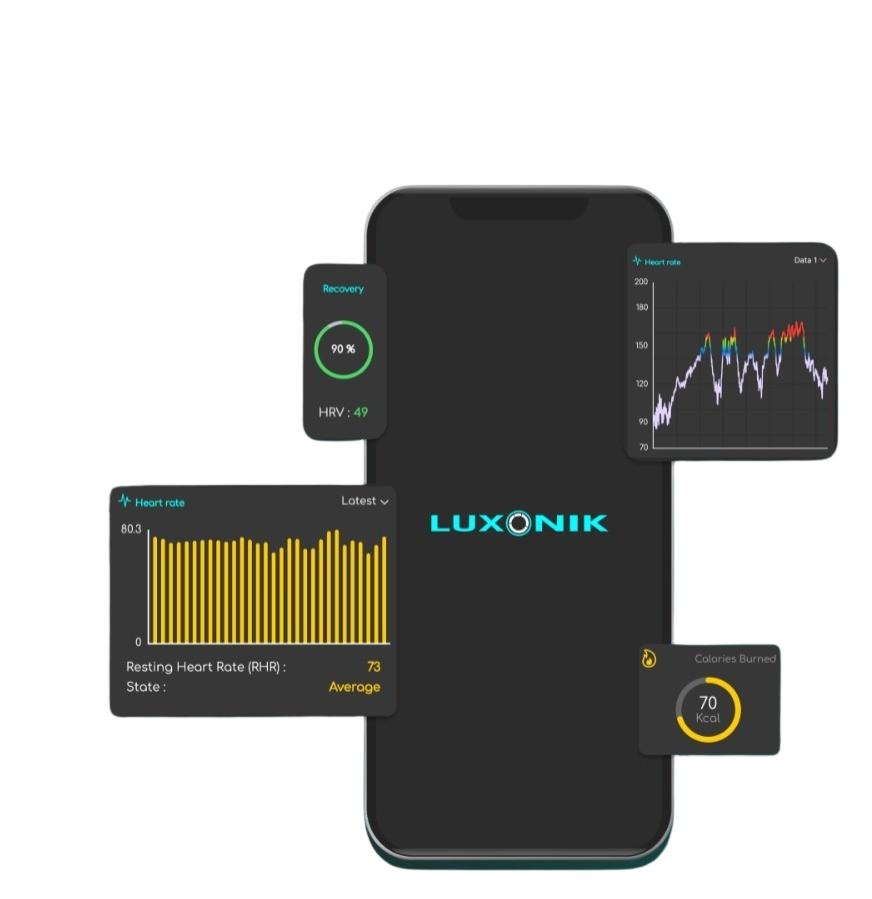 Recovery
90 %
HRV : 49
Heart rate
Data 1
200
180
150
120
90
70
Heart rate
Latest
80.3
0
Resting Heart Rate (RHR) : 73
State : Average
LUXONIK
Calories Burned
70
Kcal